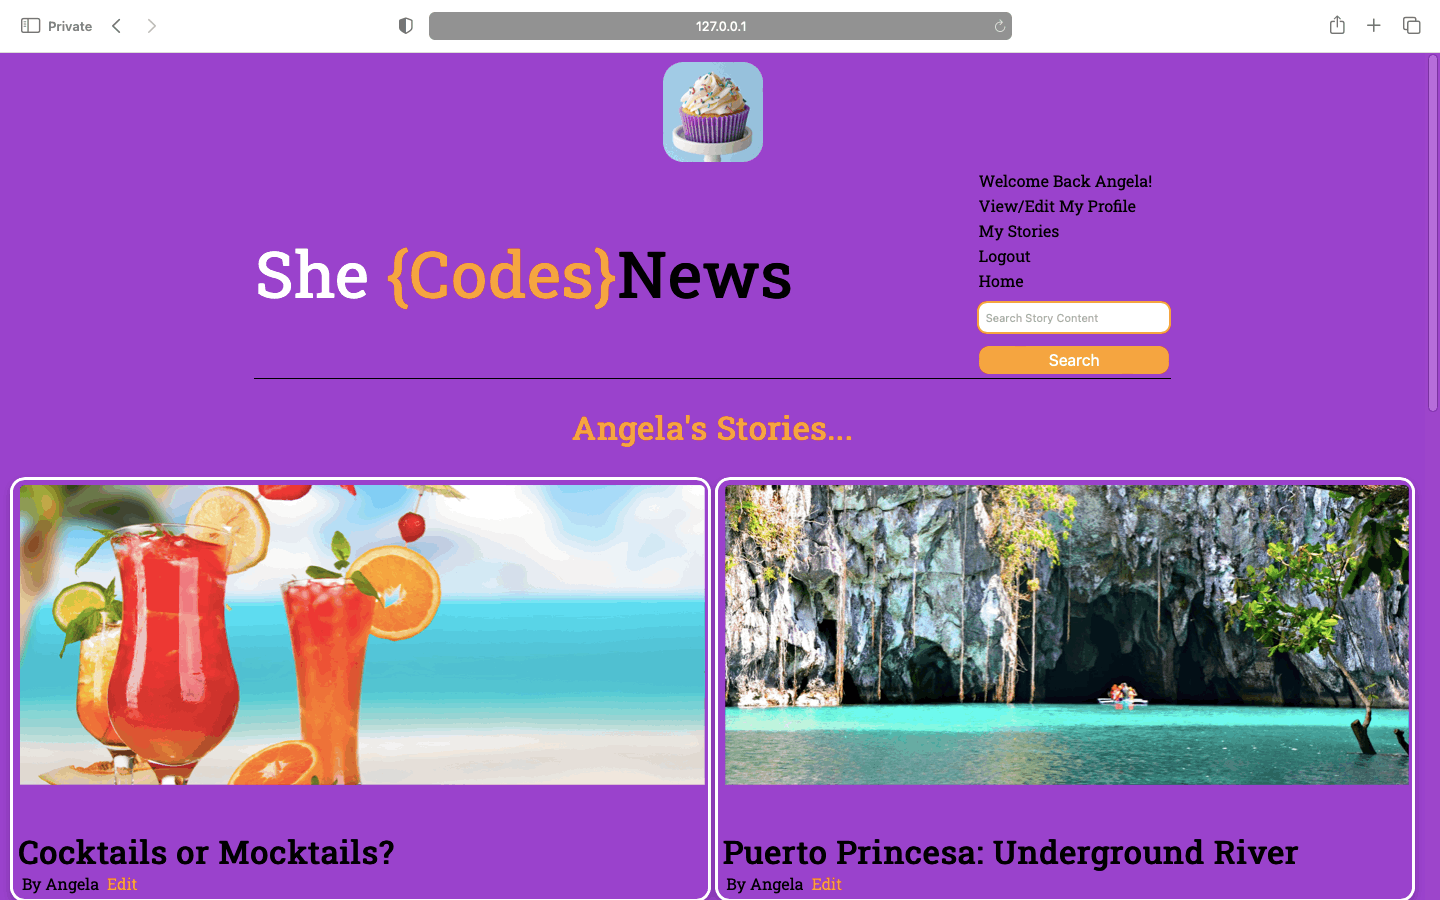 Private
127.0.0.1
Welcome Back Angela!
View/Edit My Profile
My Stories
Logout
Home
She {Codes}News
Search Story Content
Search
Angela's Stories...
Cocktails or Mocktails?
By Angela Edit
Puerto Princesa: Underground River
By Angela Edit